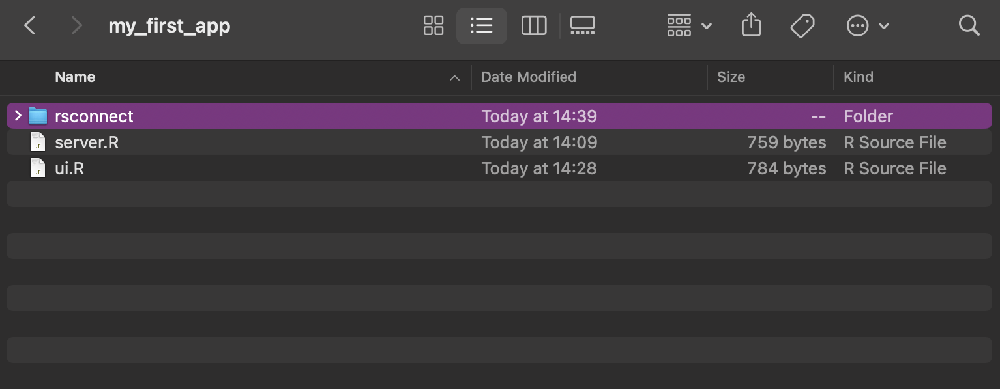 my_first_app
Name Date Modified Size Kind
rsconnect Today at 14:39 -- Folder
.r server.R Today at 14:09 759 bytes R Source File
.r ui.R Today at 14:28 784 bytes R Source File